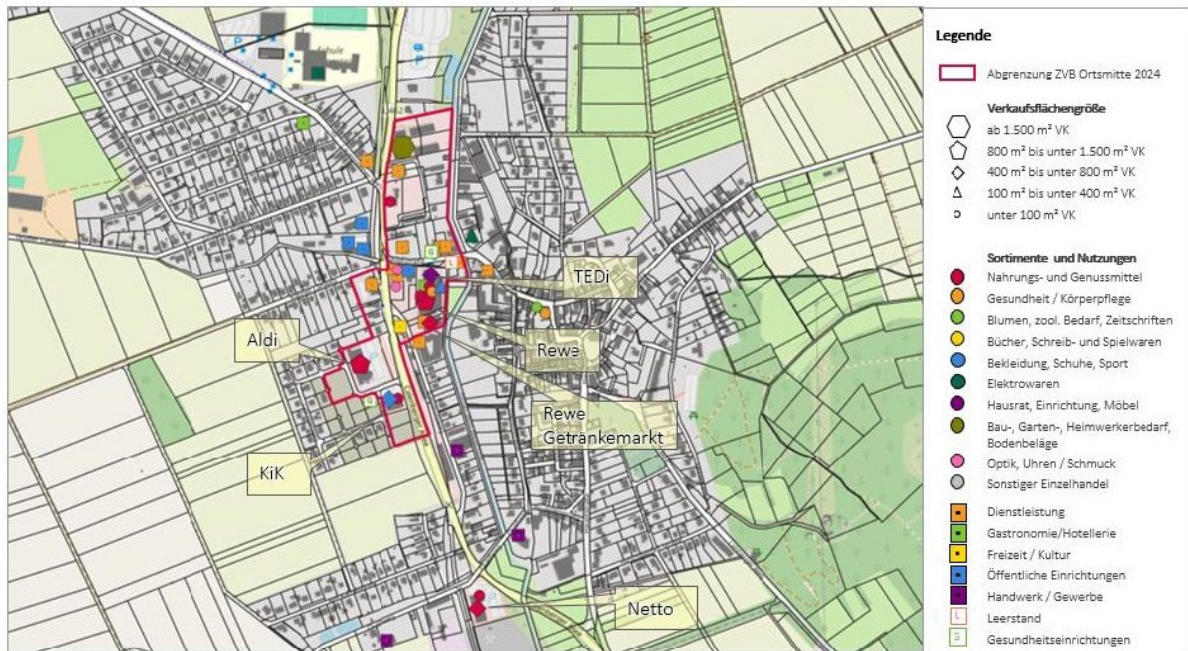 Schule
P
P
TEDi
Aldi
Rewe
Rewe
Getränkemarkt
KiK
Netto
G
L
G
P
Legende
Abgrenzung ZVB Ortsmitte 2024
Verkaufsflächengröße
ab 1.500 m² VK
800 m² bis unter 1.500 m² VK
400 m² bis unter 800 m² VK
100 m² bis unter 400 m² VK
unter 100 m² VK
Sortimente und Nutzungen
Nahrungs- und Genussmittel
Gesundheit / Körperpflege
Blumen, zool. Bedarf, Zeitschriften
Bücher, Schreib- und Spielwaren
Bekleidung, Schuhe, Sport
Elektrowaren
Hausrat, Einrichtung, Möbel
Bau-, Garten-, Heimwerkerbedarf,
Bodenbeläge
Optik, Uhren / Schmuck
Sonstiger Einzelhandel
Dienstleistung
Gastronomie/Hotellerie
Freizeit / Kultur
Öffentliche Einrichtungen
Handwerk / Gewerbe
L Leerstand
G Gesundheitseinrichtungen